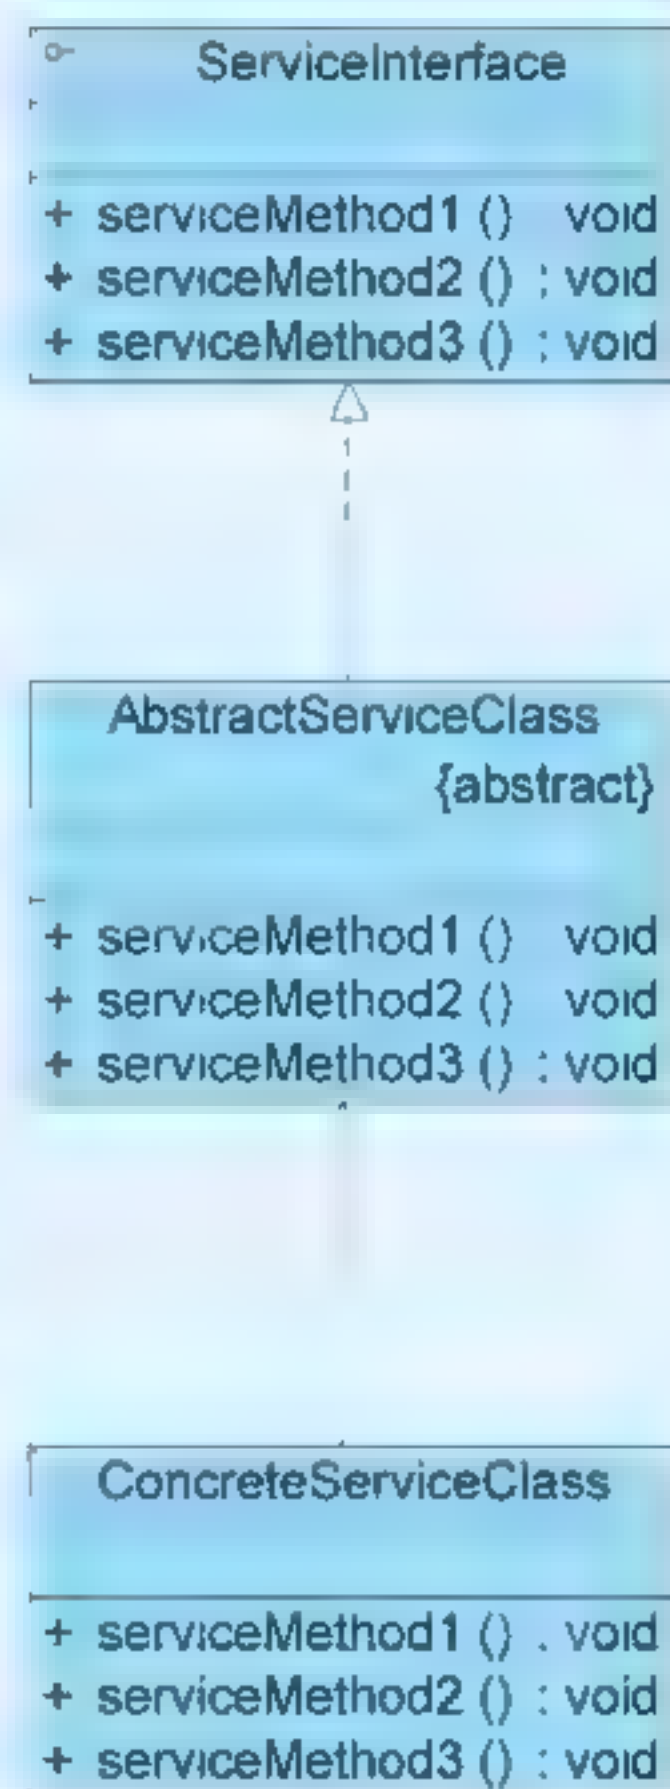 ServiceInterface
+ serviceMethod1 () void
+ serviceMethod2 () : void
+ serviceMethod3 () : void
AbstractServiceClass
{abstract}
+ serviceMethod1 () void
+ serviceMethod2 () void
+ serviceMethod3 () : void
ConcreteServiceClass
+ serviceMethod1 () . void
+ serviceMethod2 () : void
+ serviceMethod3 () : void